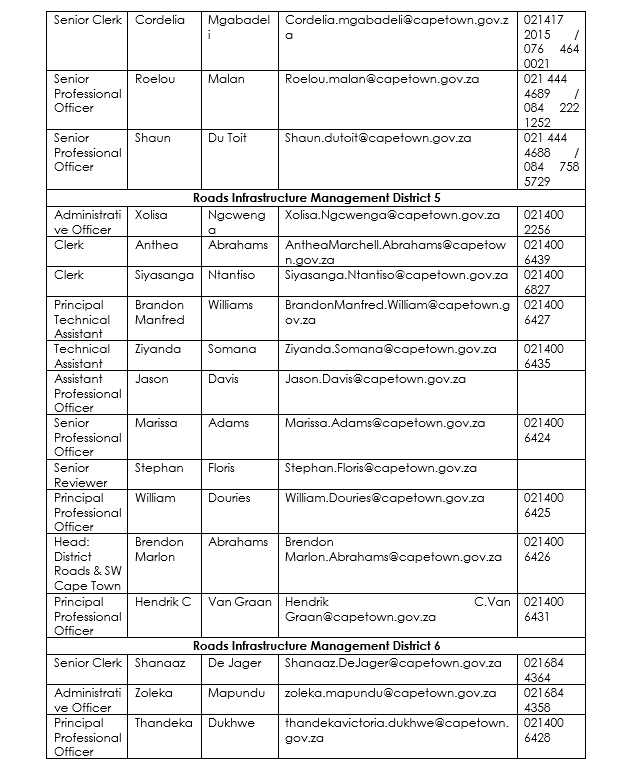 Senior Clerk Cordelia Mgabadel Cordelia.mgabadeli@capetown.gov.z 021417
i a 2015 /
076 464
0021
Senior Roelou Malan Roelou.malan@capetown.gov.za 021 444
Professional 4689 /
Officer 084 222
1252
Senior Shaun Du Toit Shaun.dutoit@capetown.gov.za 021 444
Professional 4688 /
Officer 084 758
5729
Roads Infrastructure Management District 5
Administrati Xolisa Ngcweng Xolisa.Ngcwenga@capetown.gov.za 021400
ve Officer a 2256
Clerk Anthea Abrahams AntheaMarchell.Abrahams@capetow 021400
n.gov.za 6439
Clerk Siyasanga Ntantiso Siyasanga.Ntantiso@capetown.gov.za 021400
6827
Principal Brandon Williams BrandonManfred.William@capetown.g 021400
Technical Manfred ov.za 6427
Assistant
Technical Ziyanda Somana Ziyanda.Somana@capetown.gov.za 021400
Assistant 6435
Assistant Jason Davis Jason.Davis@capetown.gov.za
Professional
Officer
Senior Marissa Adams Marissa.Adams@capetown.gov.za 021400
Professional 6424
Officer
Senior Stephan Floris Stephan.Floris@capetown.gov.za
Reviewer
Principal William Douries William.Douries@capetown.gov.za 021400
Professional 6425
Officer
Head: Brendon Abrahams Brendon 021400
District Marlon Marlon.Abrahams@capetown.gov.za 6426
Roads & SW
Cape Town
Principal Hendrik C Van Graan Hendrik C.Van 021400
Professional Graan@capetown.gov.za 6431
Officer
Roads Infrastructure Management District 6
Senior Clerk Shanaaz De Jager Shanaaz.DeJager@capetown.gov.za 021684
4364
Administrati Zoleka Mapundu zoleka.mapundu@capetown.gov.za 021684
ve Officer 4358
Principal Thandeka Dukhwe thandekavictoria.dukhwe@capetown. 021400
Professional gov.za 6428
Officer